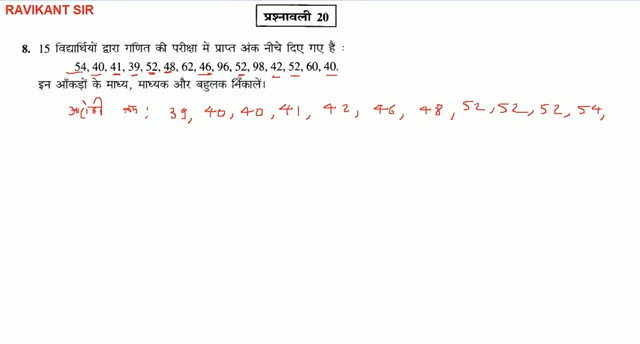 RAVIKANT SIR
प्रश्नावली 20
8. 15 विद्यार्थियों द्वारा गणित की परीक्षा में प्राप्त अंक नीचे दिए गए हैं :
54, 40, 41, 39, 52, 48, 62, 46, 96, 52, 98, 42, 52, 60, 40.
इन आँकड़ों के माध्य, माध्यक और बहुलक निकालें।
आरोही क्रम : 39, 40, 40, 41, 42, 46, 48, 52, 52, 52, 54,